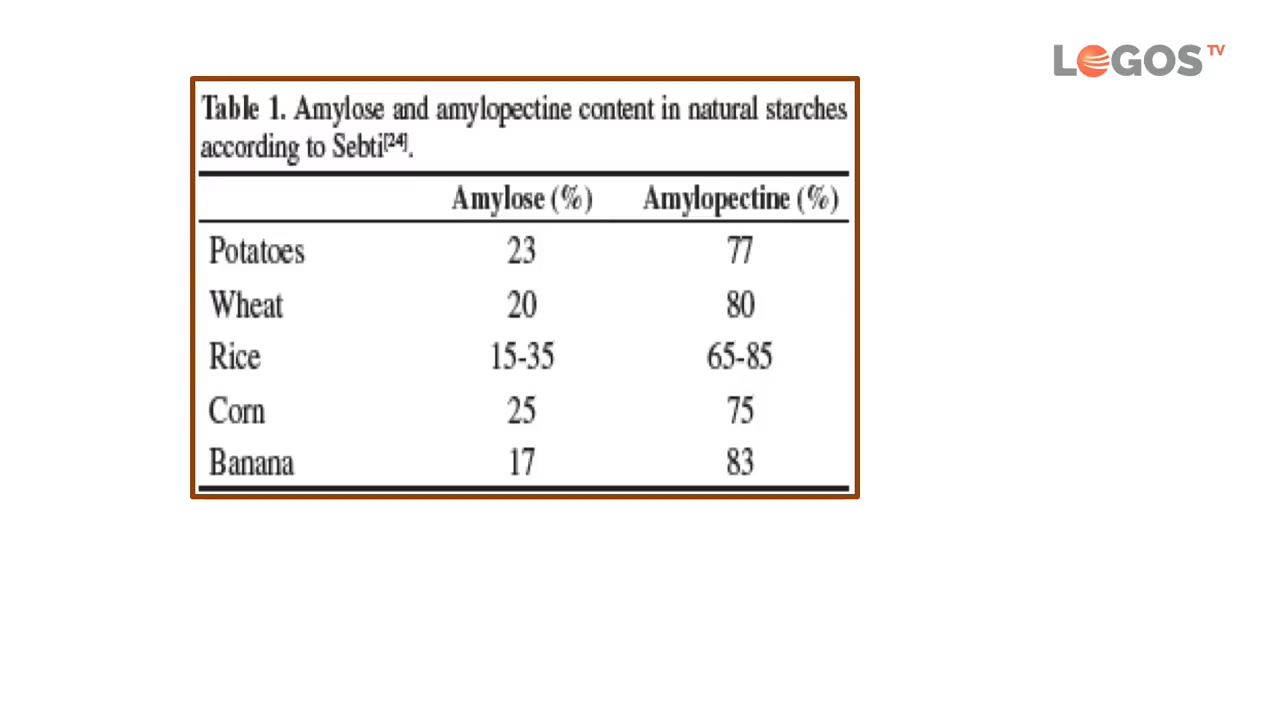 LOGOS TV
Table 1. Amylose and amylopectine content in natural starches
according to Sebti[24].
Amylose (%) Amylopectine (%)
Potatoes 23 77
Wheat 20 80
Rice 15-35 65-85
Corn 25 75
Banana 17 83